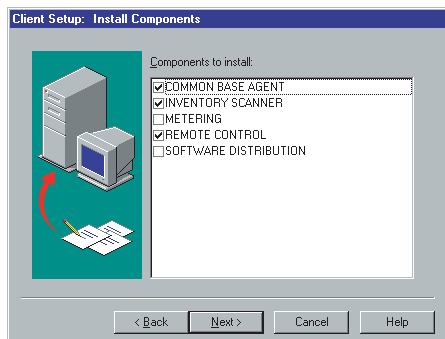 Client Setup: Install Components
Components to install:
COMMON BASE AGENT
INVENTORY SCANNER
METERING
REMOTE CONTROL
SOFTWARE DISTRIBUTION
< Back Next > Cancel Help